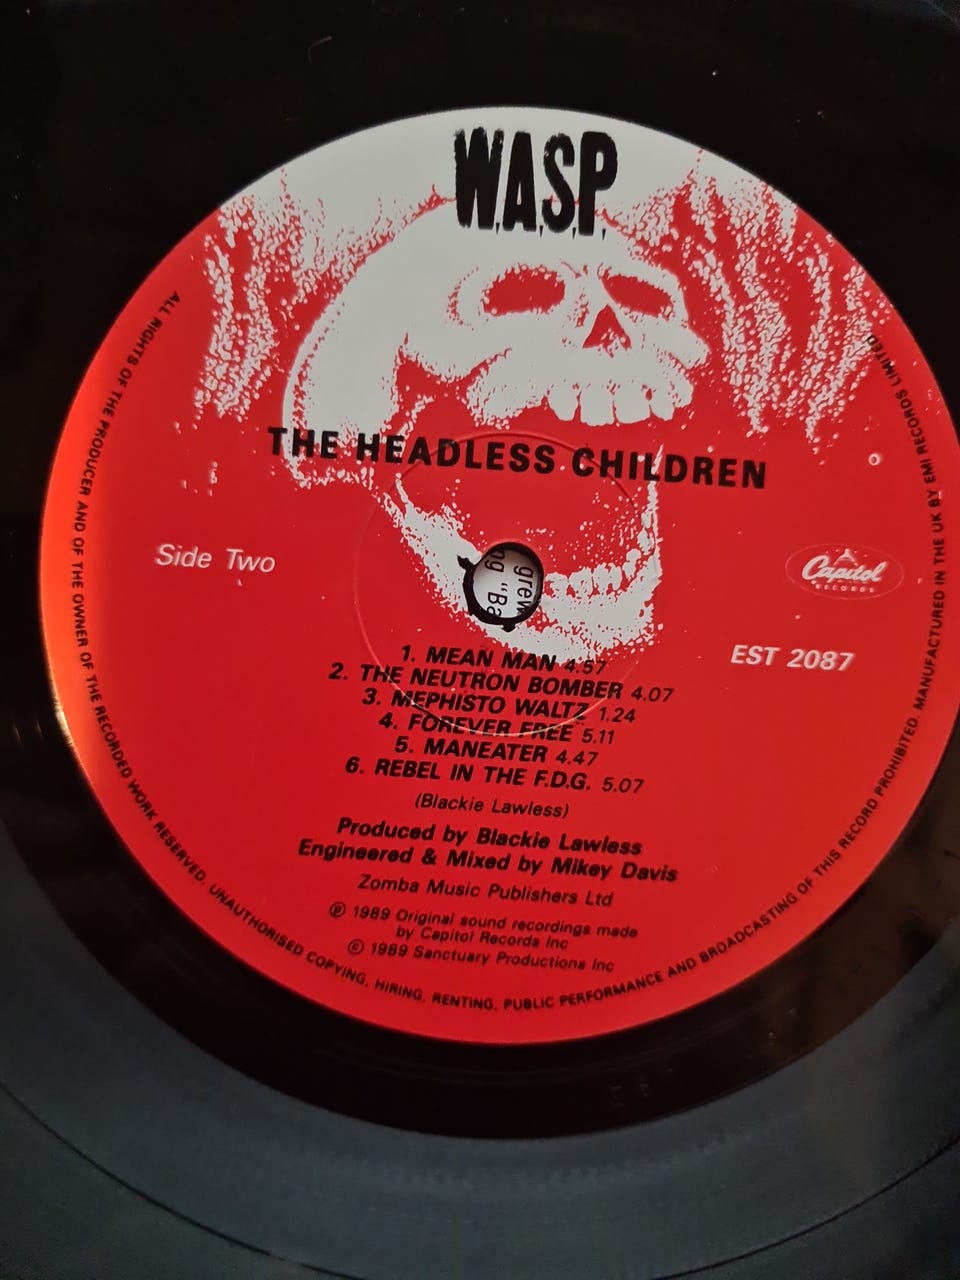 W.A.S.P.
THE HEADLESS CHILDREN
Side Two
Capitol
RECORDS
EST 2087
grew
ng "Ba
1. MEAN MAN 4.57
2. THE NEUTRON BOMBER 4.07
3. MEPHISTO WALTZ 1.24
4. FOREVER FREE 5.11
5. MANEATER 4.47
6. REBEL IN THE F.D.G. 5.07
(Blackie Lawless)
Produced by Blackie Lawless
Engineered & Mixed by Mikey Davis
Zomba Music Publishers Ltd
℗ 1989 Original sound recordings made
by Capitol Records Inc
© 1989 Sanctuary Productions Inc
ALL RIGHTS OF THE PRODUCER AND OF THE OWNER OF THE RECORDED WORK RESERVED. UNAUTHORISED COPYING, HIRING, RENTING, PUBLIC PERFORMANCE AND BROADCASTING OF THIS RECORD PROHIBITED. MANUFACTURED IN THE UK BY EMI RECORDS LIMITED